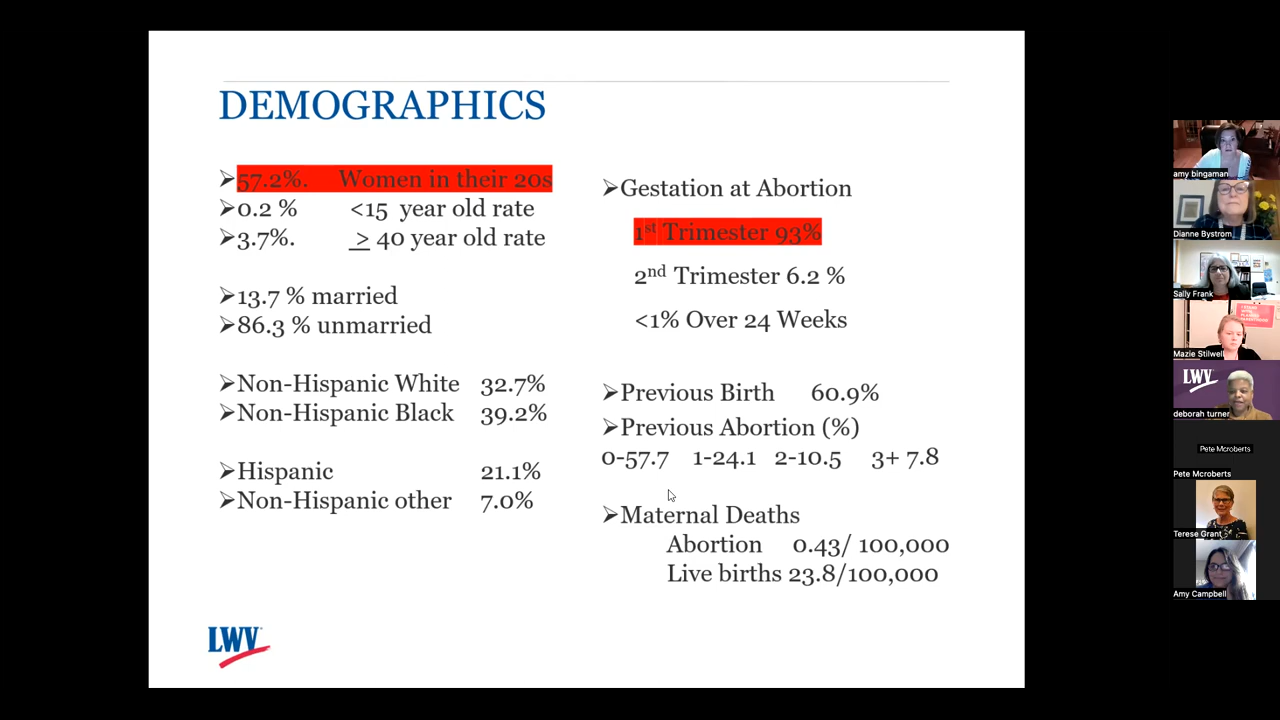 DEMOGRAPHICS
➢57.2%. Women in their 20s
➢0.2 % <15 year old rate
➢3.7%. > 40 year old rate
➢13.7 % married
➢86.3 % unmarried
➢Non-Hispanic White 32.7%
➢Non-Hispanic Black 39.2%
➢Hispanic 21.1%
➢Non-Hispanic other 7.0%
➢Gestation at Abortion
1st Trimester 93%
2nd Trimester 6.2 %
<1% Over 24 Weeks
➢Previous Birth 60.9%
➢Previous Abortion (%)
0-57.7 1-24.1 2-10.5 3+ 7.8
➢Maternal Deaths
Abortion 0.43/ 100,000
Live births 23.8/100,000
LWV
amy bingaman
Dianne Bystrom
Sally Frank
Mazie Stilwell
LWV
deborah turner
Pete Mcroberts
Pete Mcroberts
Terese Grant
Amy Campbell